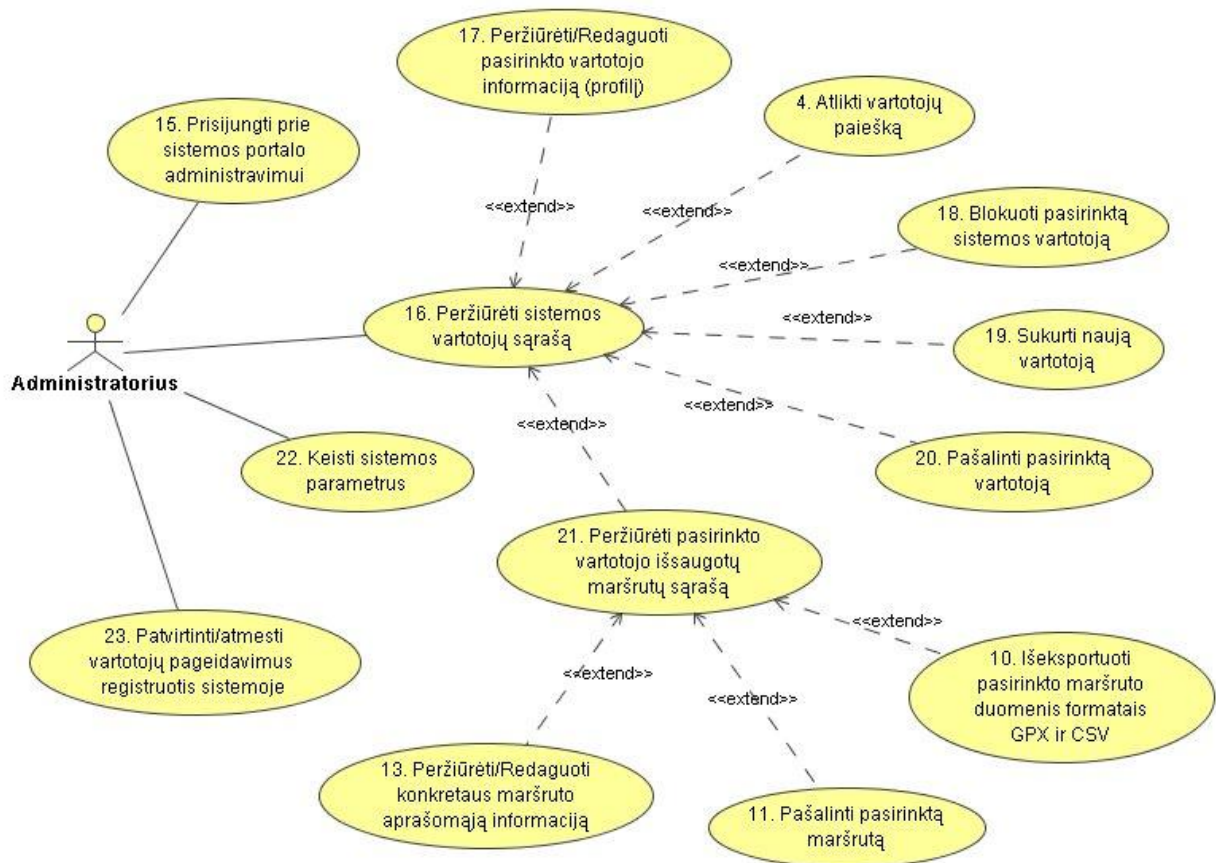 17. Peržiūrėti/Redaguoti
pasirinkto vartotojo
informaciją (profilį)
4. Atlikti vartotojų
paiešką
15. Prisijungti prie
sistemos portalo
administravimui
<<extend>>
<<extend>>
18. Blokuoti pasirinktą
sistemos vartotoją
<<extend>>
16. Peržiūrėti sistemos
vartotojų sąrašą
<<extend>>
19. Sukurti naują
vartotoją
Administratorius
<<extend>>
<<extend>>
22. Keisti sistemos
parametrus
20. Pašalinti pasirinktą
vartotoją
21. Peržiūrėti pasirinkto
vartotojo išsaugotų
maršrutų sąrašą
<<extend>>
23. Patvirtinti/atmesti
vartotojų pageidavimus
registruotis sistemoje
<<extend>>
<<extend>>
10. Išeksportuoti
pasirinkto maršruto
duomenis formatais
GPX ir CSV
13. Peržiūrėti/Redaguoti
konkretaus maršruto
aprašomąją informaciją
11. Pašalinti pasirinktą
maršrutą